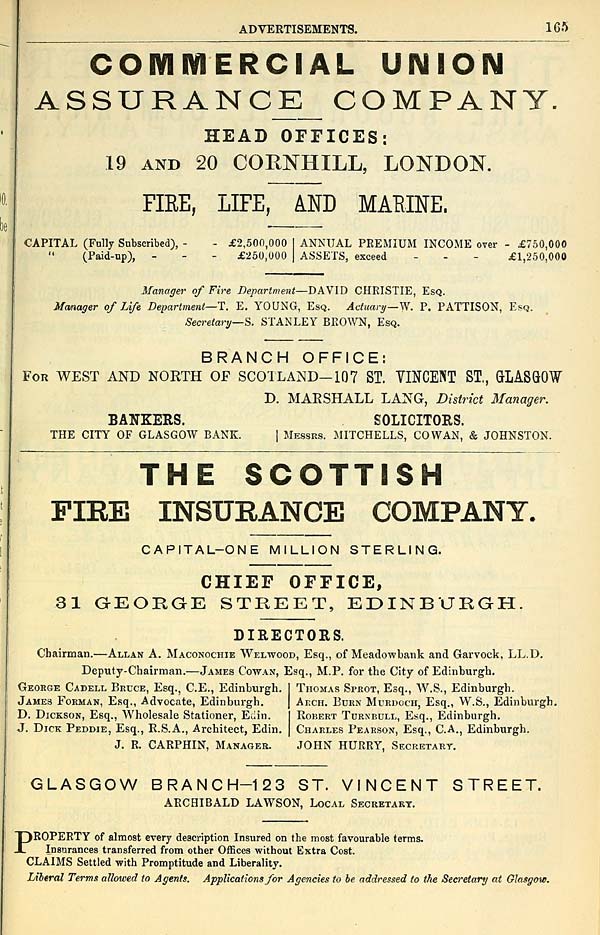 ADVERTISEMENTS. 165
COMMERCIAL UNION
ASSURANCE COMPANY.
HEAD OFFICES:
19 AND 20 CORNHILL, LONDON.
FIRE, LIFE, AND MARINE.
CAPITAL (Fully Subscribed), - - £2,500,000 | ANNUAL PREMIUM INCOME over - £750,000
" (Paid-up), - - - £250,000 | ASSETS, exceed - - - £1,250,000
Manager of Fire Department—DAVID CHRISTIE, Esq.
Manager of Life Department—T. E. YOUNG, Esq. Actuary—W. P. PATTISON, Esq.
Secretary—S. STANLEY BROWN, Esq.
BRANCH OFFICE:
FOR WEST AND NORTH OF SCOTLAND—107 ST. VINCENT ST., GLASGOW
D. MARSHALL LANG, District Manager.
BANKERS. SOLICITORS.
THE CITY OF GLASGOW BANK. | MESSRS. MITCHELLS, COWAN, & JOHNSTON.
THE SCOTTISH
FIRE INSURANCE COMPANY.
CAPITAL—ONE MILLION STERLING.
CHIEF OFFICE,
31 GEORGE STREET, EDINBURGH.
DIRECTORS.
Chairman.—ALLAN A. MACONOCHIE WELWOOD, Esq., of Meadowbank and Garvock, LL.D.
Deputy-Chairman.—JAMES COWAN, Esq., M.P. for the City of Edinburgh.
GEORGE CADELL BRUCE, Esq., C.E., Edinburgh. | THOMAS SPROT, Esq., W.S., Edinburgh.
JAMES FORMAN, Esq., Advocate, Edinburgh. | ARCH. BURN MURDOCH, Esq., W.S., Edinburgh.
D. DICKSON, Esq., Wholesale Stationer, Edin. | ROBERT TURNBULL, Esq., Edinburgh.
J. DICK PEDDIE, Esq., R.S.A., Architect, Edin. | CHARLES PEARSON, Esq., C.A., Edinburgh.
J. R. CARPHIN, MANAGER. JOHN HURRY, SECRETARY.
GLASGOW BRANCH—123 ST. VINCENT STREET.
ARCHIBALD LAWSON, LOCAL SECRETARY.
PROPERTY of almost every description Insured on the most favourable terms.
Insurances transferred from other Offices without Extra Cost.
CLAIMS Settled with Promptitude and Liberality.
Liberal Terms allowed to Agents. Applications for Agencies to be addressed to the Secretary at Glasgow.